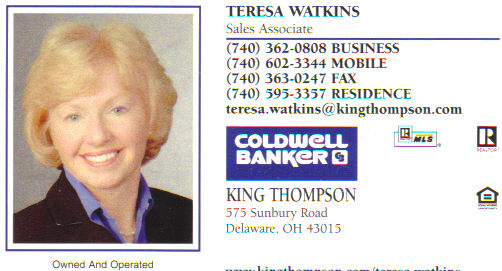 TERESA WATKINS
Sales Associate
(740) 362-0808 BUSINESS
(740) 602-3344 MOBILE
(740) 363-0247 FAX
(740) 595-3357 RESIDENCE
teresa.watkins@kingthompson.com
COLDWELL
BANKER CB
R MLS ®
R
REALTOR®
KING THOMPSON
575 Sunbury Road
Delaware, OH 43015
Owned And Operated
www.kingthompson.com/teresa.watkins